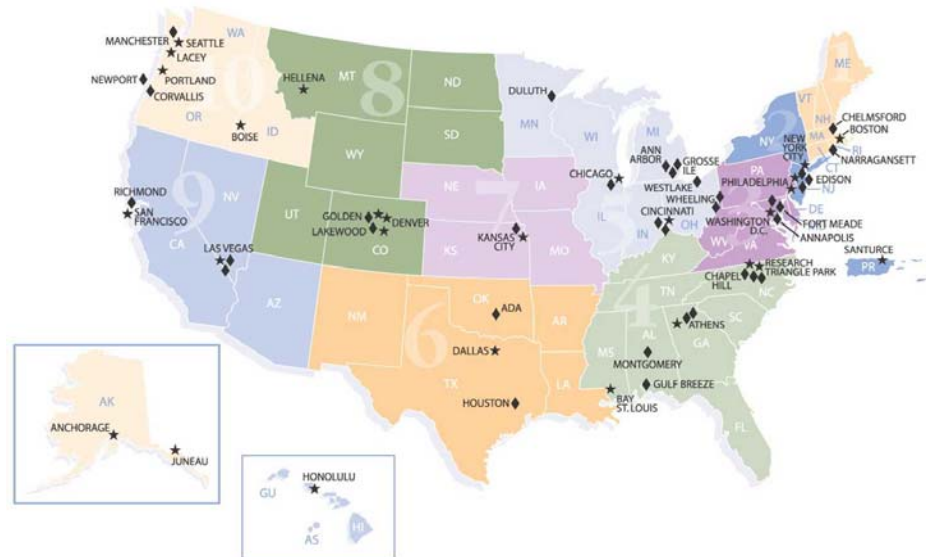 WA
MANCHESTER
SEATTLE
LACEY
NEWPORT
PORTLAND
CORVALLIS
10
OR
BOISE
ID
HELLENA
MT
8
ND
SD
WY
DULUTH
MN
WI
MI
ANN
ARBOR
GROSSE
ILE
CHICAGO
WESTLAKE
WHEELING
CINCINNATI
5
IL
IN
OH
ME
1
VT
NH
MA
CHELMSFORD
BOSTON
RI
NARRAGANSETT
CT
2
NY
NEW
YORK
CITY
PA
PHILADELPHIA
EDISON
NJ
DE
WASHINGTON
D.C.
FORT MEADE
ANNAPOLIS
WV
VA
RICHMOND
SAN
FRANCISCO
9
NV
CA
LAS VEGAS
AZ
UT
GOLDEN
DENVER
LAKEWOOD
CO
NE
IA
7
KS
KANSAS
CITY
MO
KY
TN
4
CHAPEL
HILL
RESEARCH
TRIANGLE PARK
NC
SANTURCE
PR
NM
6
OK
ADA
AR
DALLAS
TX
HOUSTON
LA
MS
AL
MONTGOMERY
ATHENS
SC
GA
GULF BREEZE
BAY
ST. LOUIS
FL
AK
ANCHORAGE
JUNEAU
HONOLULU
GU
AS
HI